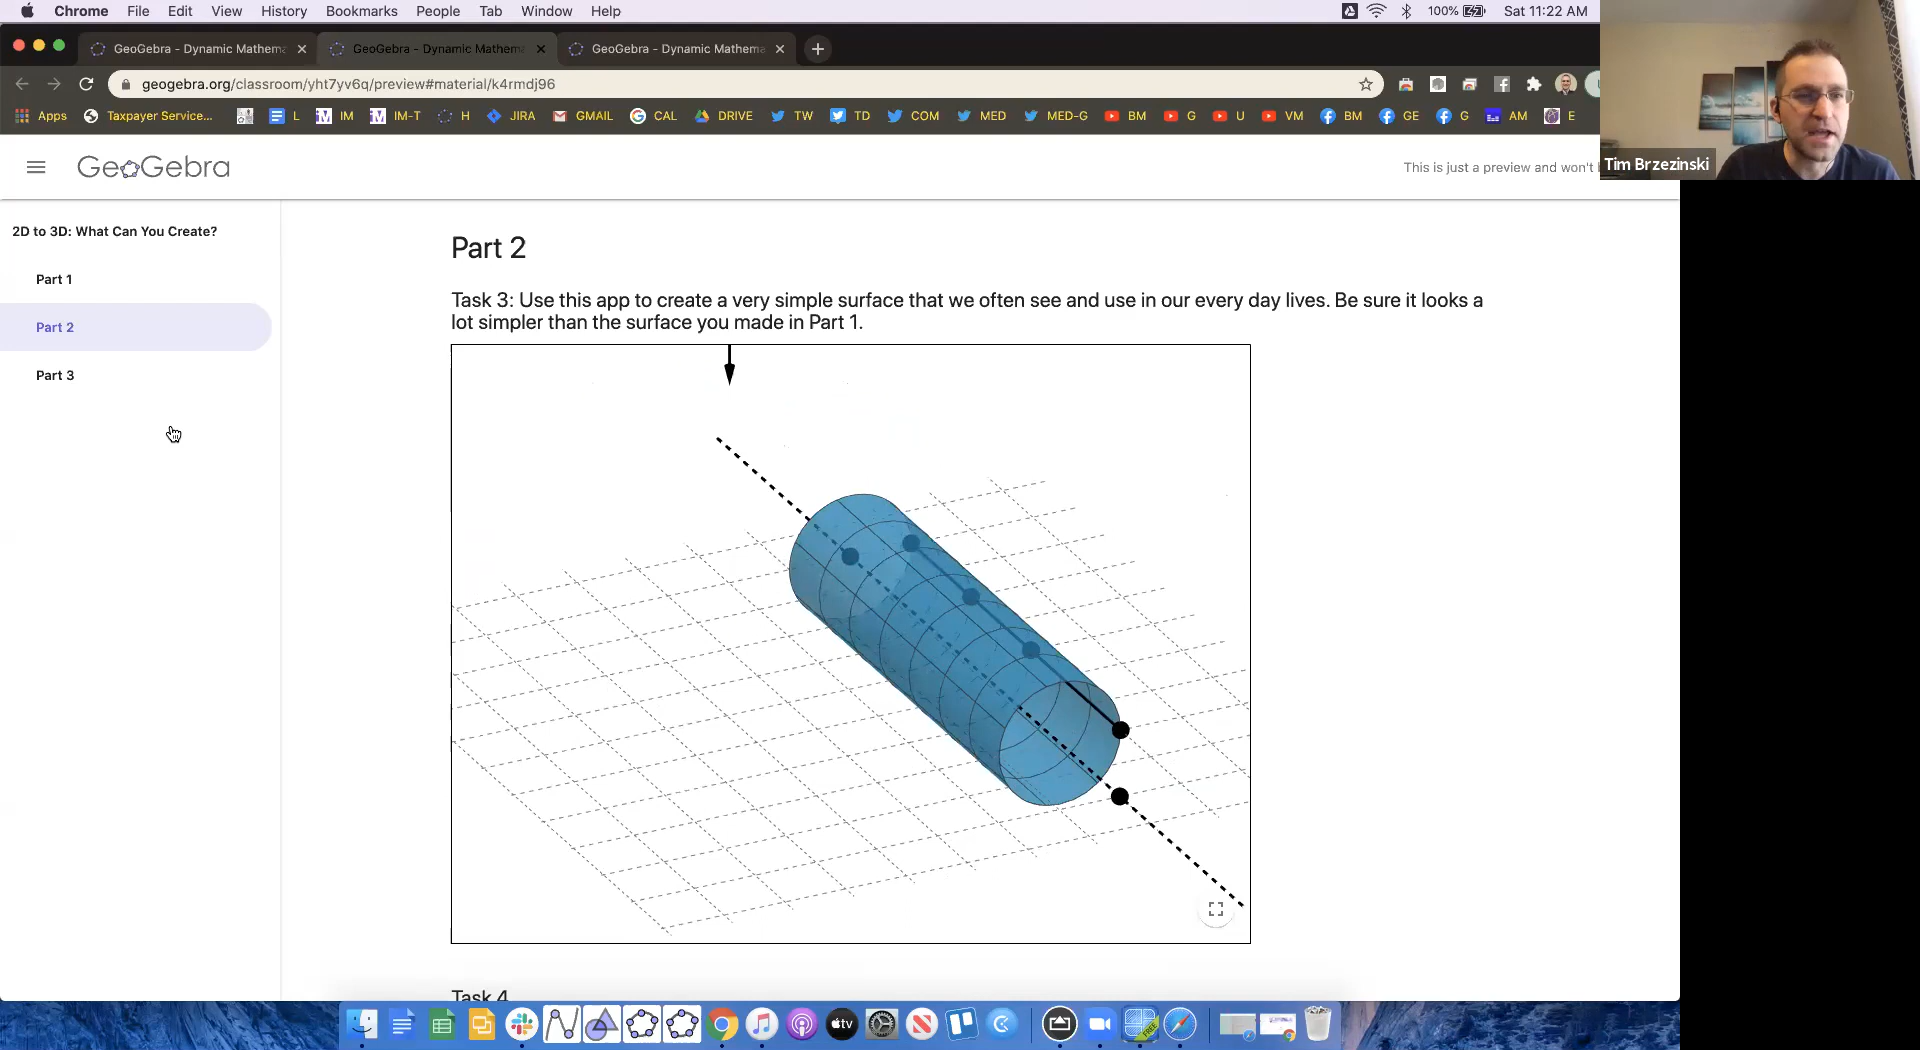 Chrome File Edit View History Bookmarks People Tab Window Help
100% Sat 11:22 AM
GeoGebra - Dynamic Mathema
GeoGebra - Dynamic Mathema
GeoGebra - Dynamic Mathema
geogebra.org/classroom/yht7yv6q/preview#material/k4rmdj96
Apps Taxpayer Service... L IM IM-T H JIRA GMAIL CAL DRIVE TW TD COM MED MED-G BM G U VM BM GE G AM E
Tim Brzezinski
GeoGebra
This is just a preview and won't
2D to 3D: What Can You Create?
Part 1
Part 2
Part 3
Part 2
Task 3: Use this app to create a very simple surface that we often see and use in our every day lives. Be sure it looks a
lot simpler than the surface you made in Part 1.
Task 4
tv
FREE